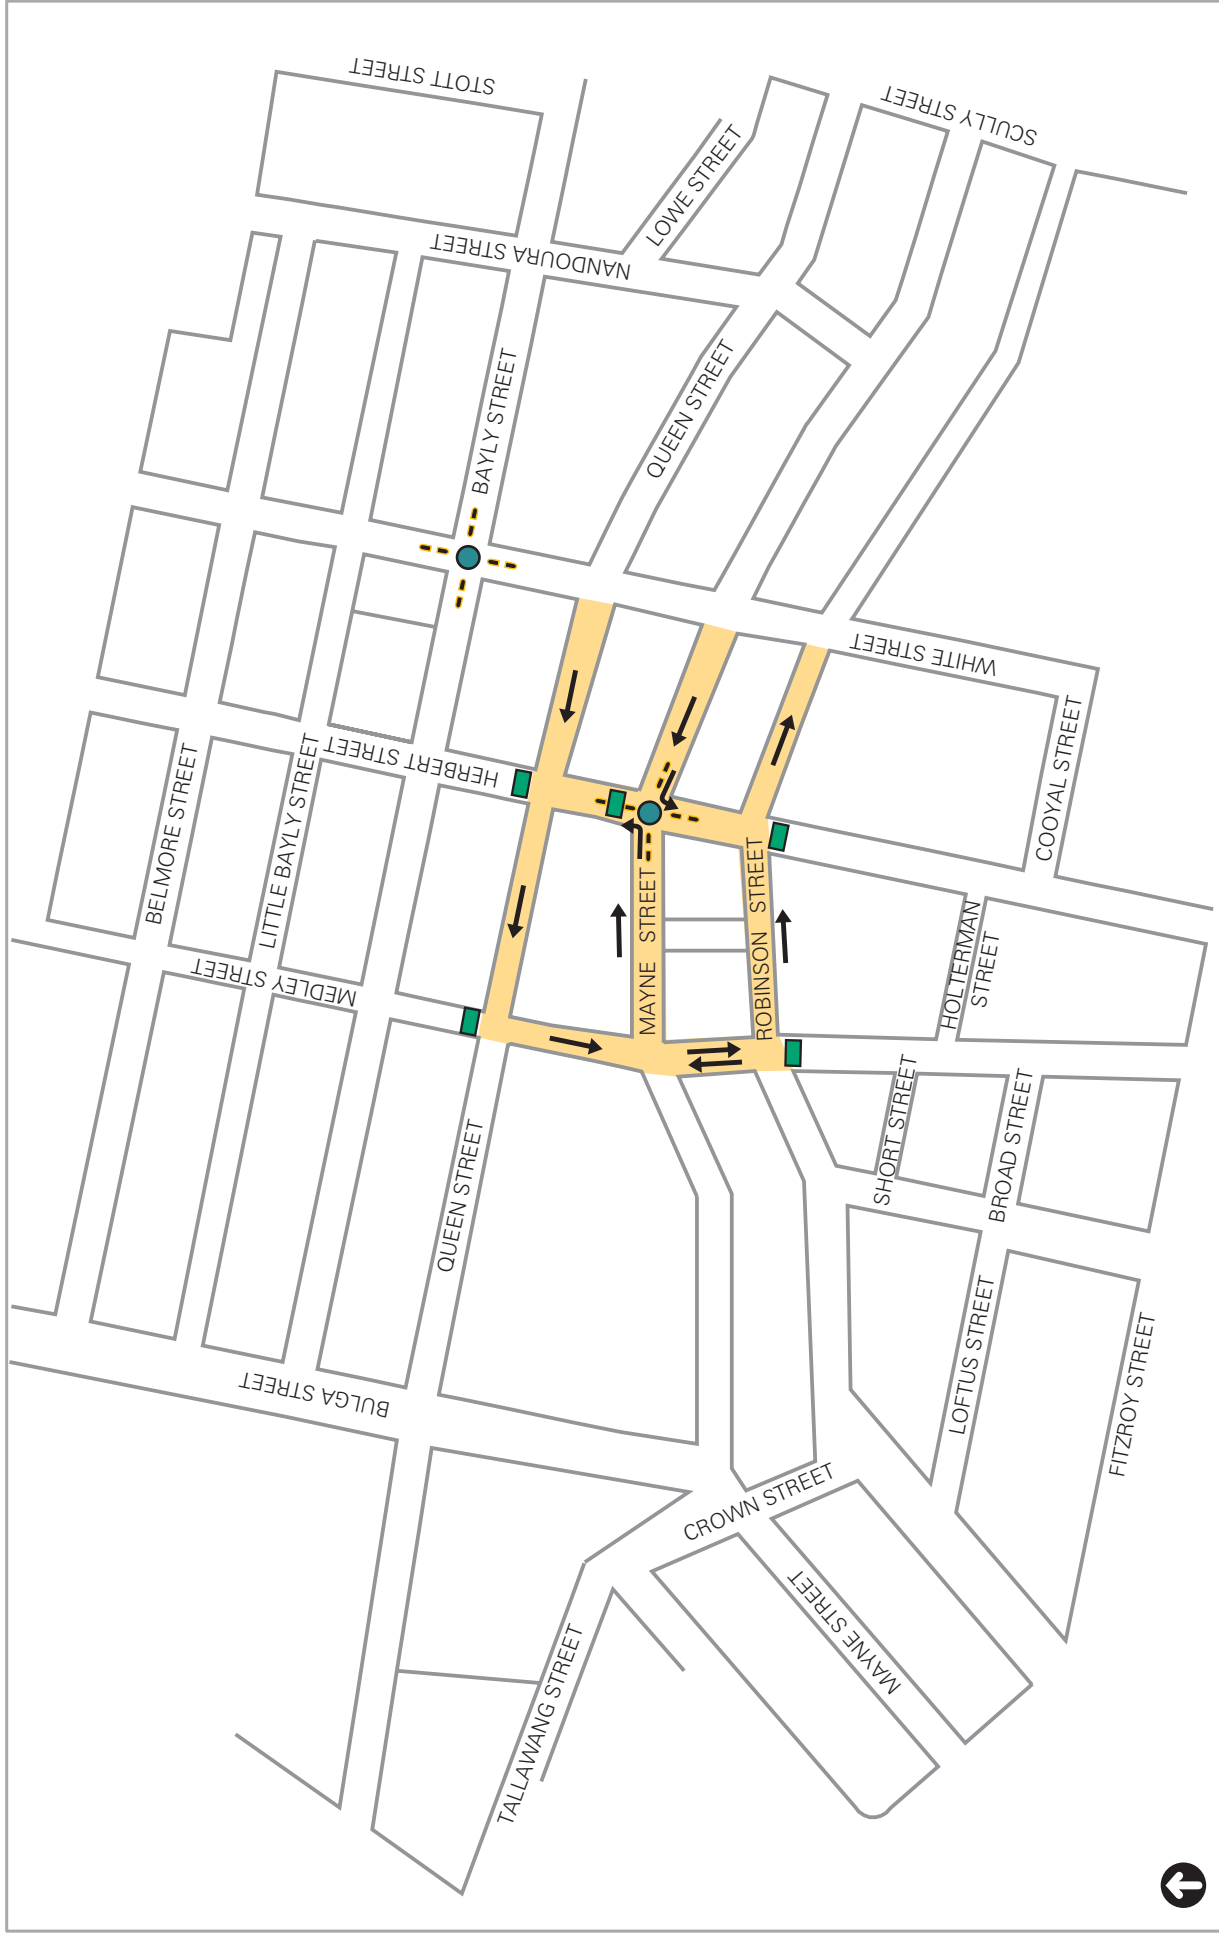 STOTT STREET
SCULLY STREET
LOWE STREET
NANDOURA STREET
BAYLY STREET
QUEEN STREET
WHITE STREET
HERBERT STREET
BELMORE STREET
LITTLE BAYLY STREET
COOYAL STREET
MEDLEY STREET
MAYNE STREET
ROBINSON STREET
HOLTERMAN
STREET
SHORT STREET
BROAD STREET
QUEEN STREET
LOFTUS STREET
FITZROY STREET
BULGA STREET
CROWN STREET
MAYNE STREET
TALLAWANG STREET